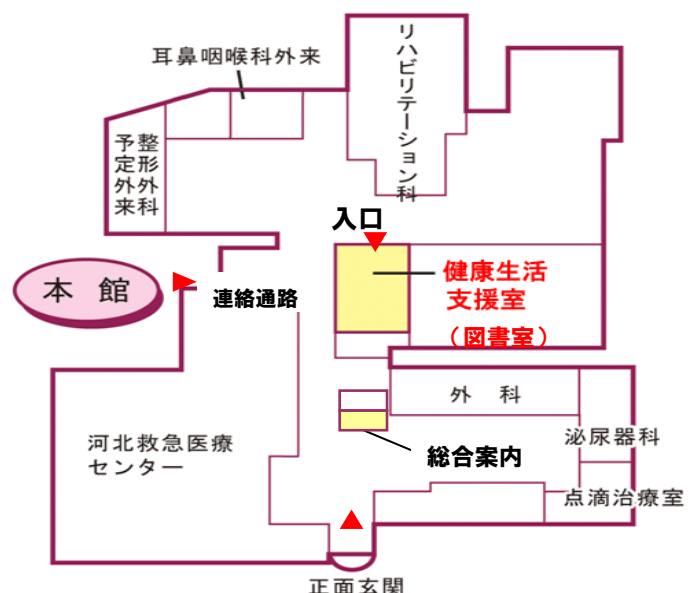 耳鼻咽喉科外来
リハビリテーション科
整形外科
予定外来
入口
健康生活
支援室
（図書室）
本 館
連絡通路
外 科
河北救急医療
センター
総合案内
泌尿器科
点滴治療室
正面玄関